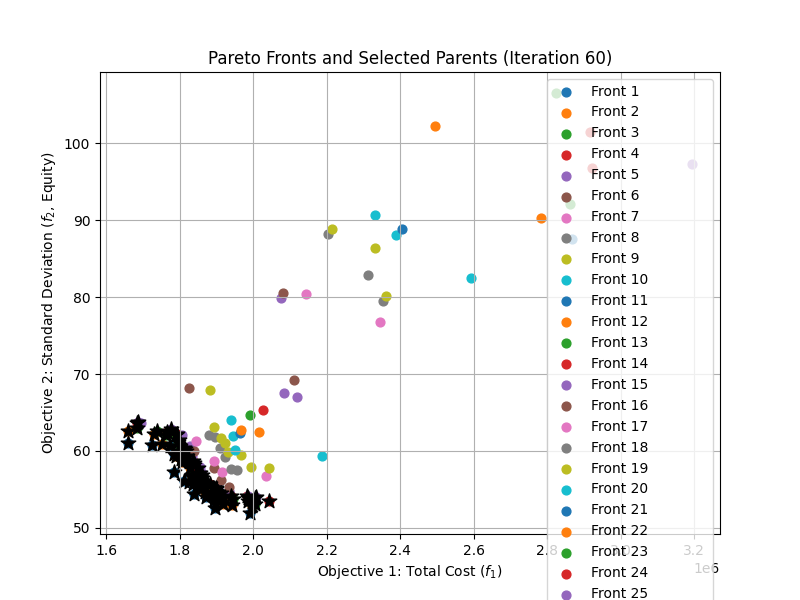 Pareto Fronts and Selected Parents (Iteration 60)
Objective 2: Standard Deviation (f2, Equity)
100
90
80
70
60
50
1.6 1.8 2.0 2.2 2.4 2.6 2.8 3.0 3.2
1e6
Objective 1: Total Cost (f1)
Front 1
Front 2
Front 3
Front 4
Front 5
Front 6
Front 7
Front 8
Front 9
Front 10
Front 11
Front 12
Front 13
Front 14
Front 15
Front 16
Front 17
Front 18
Front 19
Front 20
Front 21
Front 22
Front 23
Front 24
Front 25